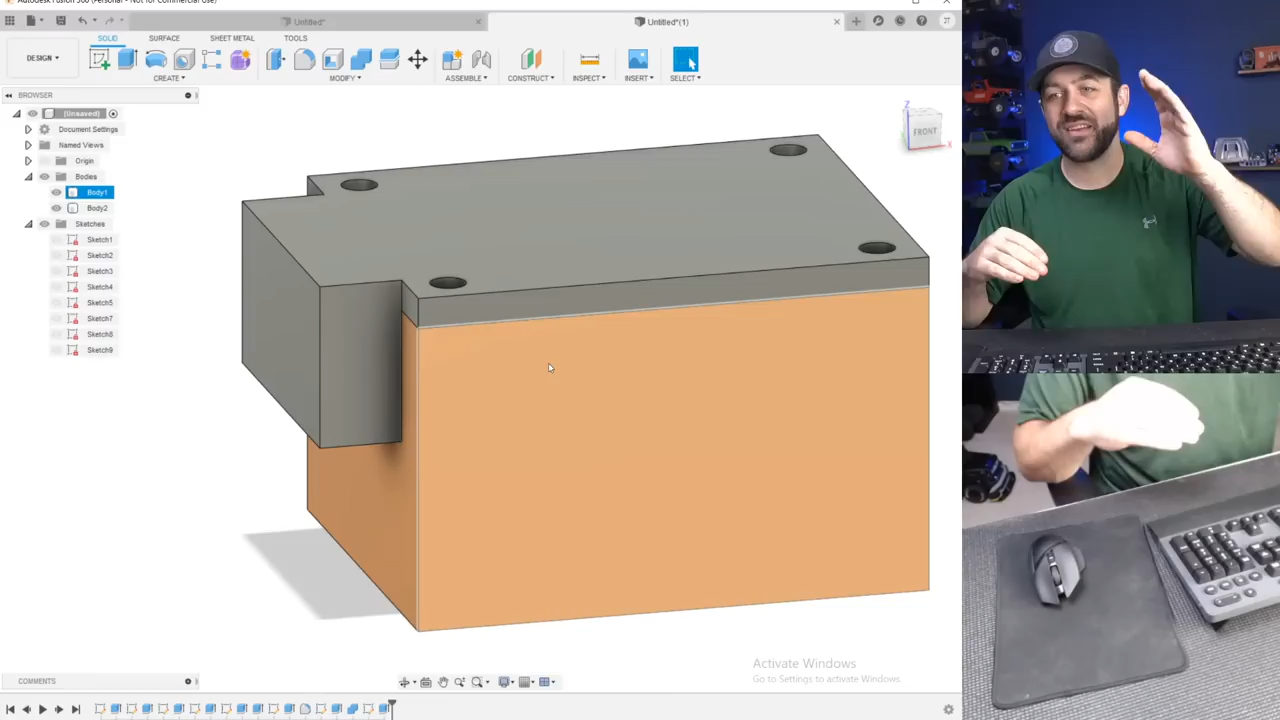 Autodesk Fusion 360 (Personal - Not for Commercial Use)
Untitled*
Untitled*(1)
JT
SOLID SURFACE SHEET METAL TOOLS
DESIGN
CREATE MODIFY ASSEMBLE CONSTRUCT INSPECT INSERT SELECT
BROWSER
(Unsaved)
Document Settings
Named Views
Origin
Bodies
Body1
Body2
Sketches
Sketch1
Sketch2
Sketch3
Sketch4
Sketch5
Sketch7
Sketch8
Sketch9
Z
FRONT
X
Activate Windows
Go to Settings to activate Windows.
COMMENTS